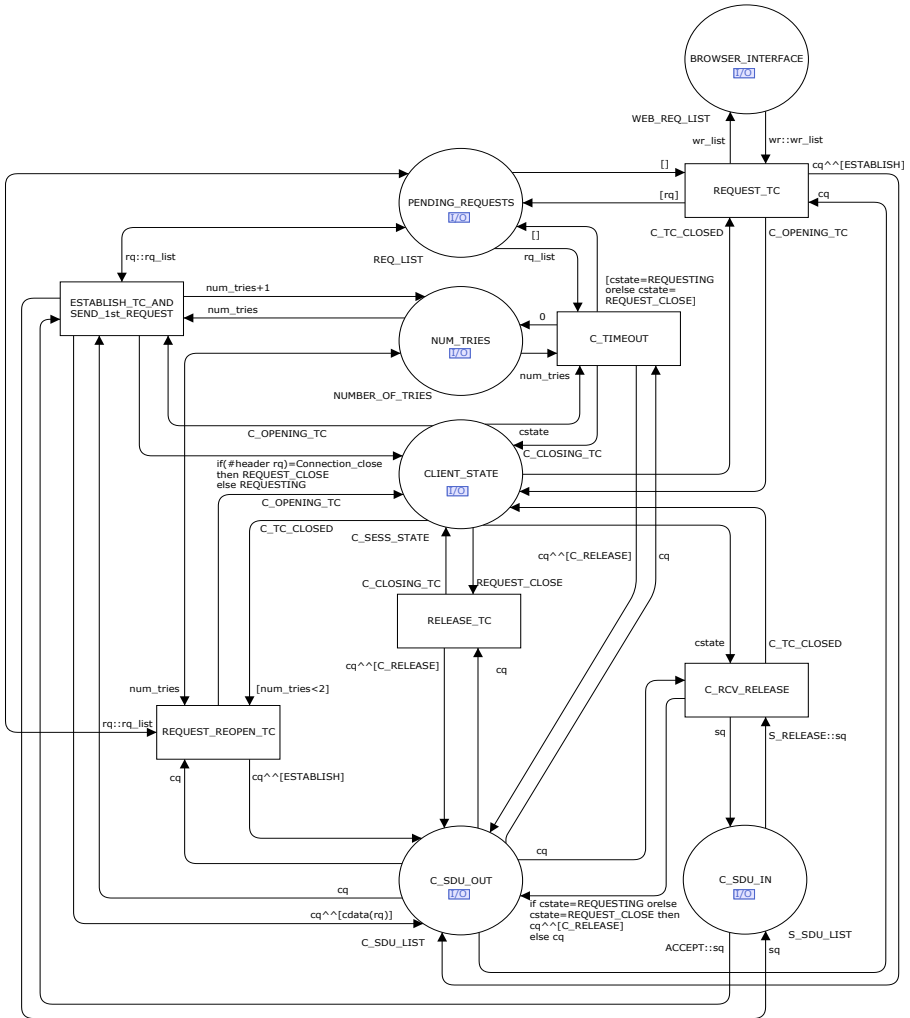 BROWSER_INTERFACE
I/O
WEB_REQ_LIST
wr_list
wr::wr_list
[]
cq^^[ESTABLISH]
REQUEST_TC
PENDING_REQUESTS
I/O
[rq]
cq
C_TC_CLOSED
C_OPENING_TC
[]
rq::rq_list
REQ_LIST
rq_list
[cstate=REQUESTING
orelse cstate=
REQUEST_CLOSE]
num_tries+1
ESTABLISH_TC_AND
SEND_1st_REQUEST
num_tries
0
NUM_TRIES
I/O
C_TIMEOUT
num_tries
NUMBER_OF_TRIES
C_OPENING_TC
cstate
C_CLOSING_TC
if(#header rq)=Connection_close
then REQUEST_CLOSE
else REQUESTING
CLIENT_STATE
I/O
C_OPENING_TC
C_TC_CLOSED
C_SESS_STATE
cq^^[C_RELEASE]
cq
C_CLOSING_TC
REQUEST_CLOSE
RELEASE_TC
cstate
C_TC_CLOSED
cq^^[C_RELEASE]
cq
num_tries
[num_tries<2]
C_RCV_RELEASE
rq::rq_list
REQUEST_REOPEN_TC
sq
S_RELEASE::sq
cq
cq^^[ESTABLISH]
cq
C_SDU_OUT
I/O
C_SDU_IN
I/O
cq
if cstate=REQUESTING orelse
cstate=REQUEST_CLOSE then
cq^^[C_RELEASE]
else cq
cq^^[cdata(rq)]
C_SDU_LIST
S_SDU_LIST
ACCEPT::sq
sq